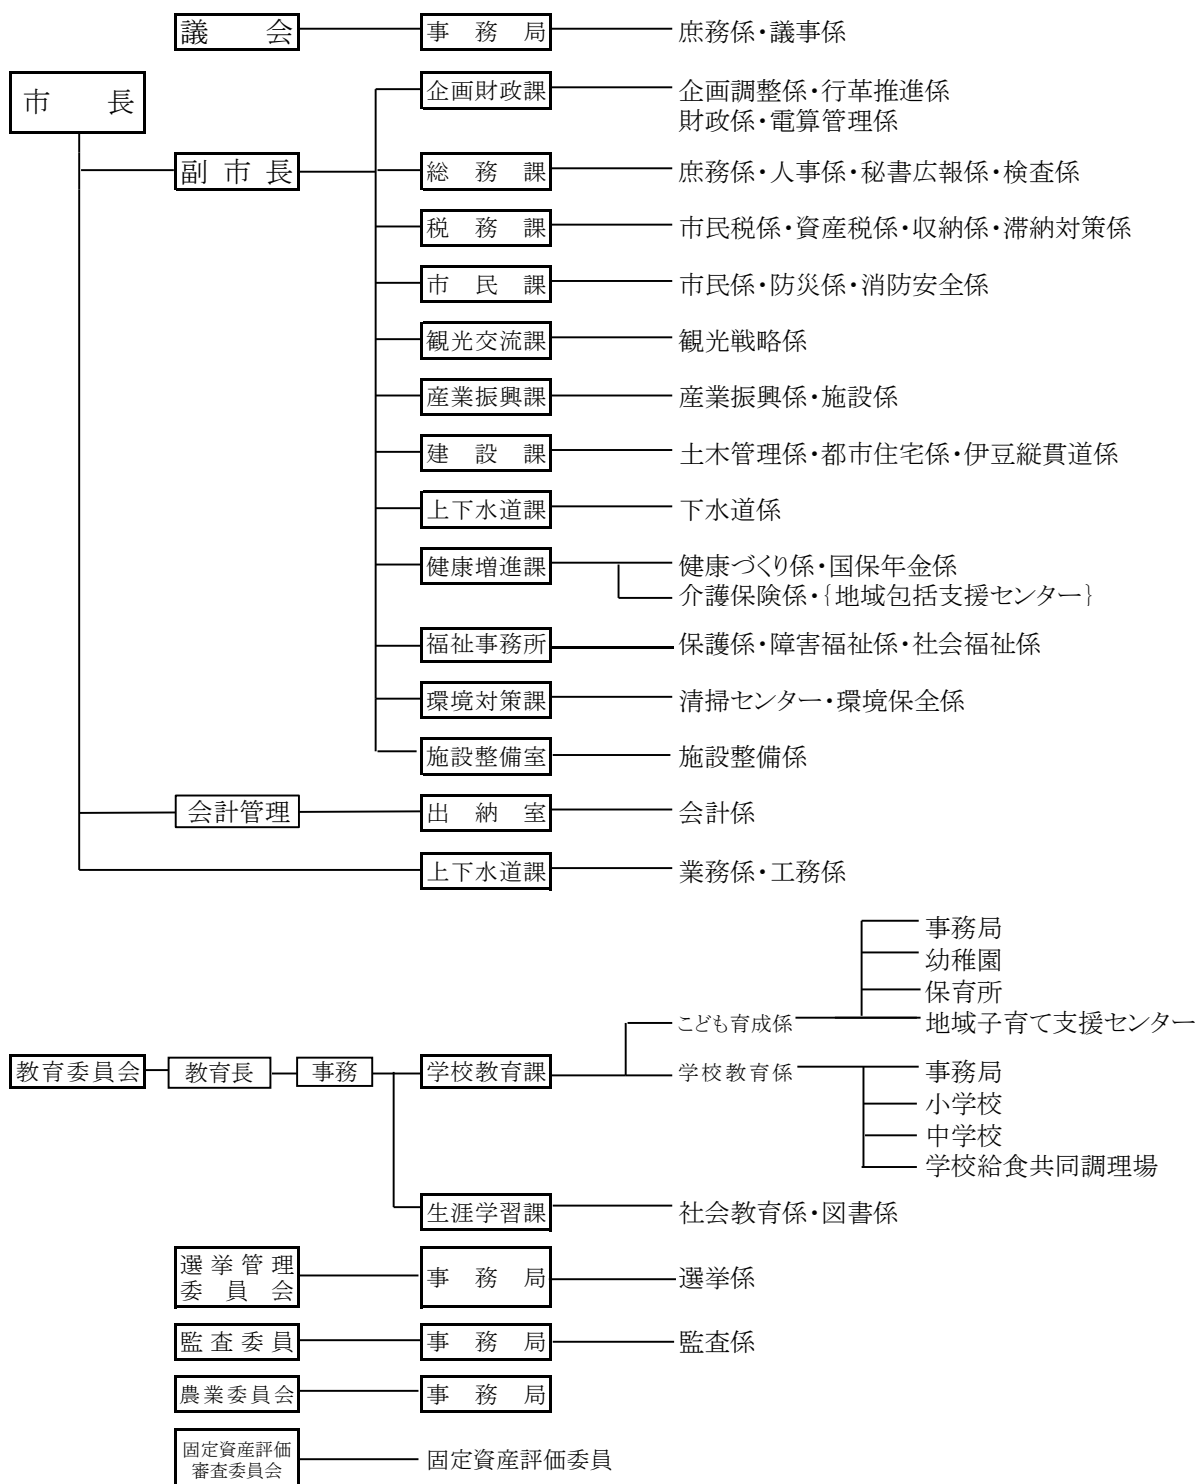 議会 事務局 庶務係・議事係
市長
企画財政課 企画調整係・行革推進係
財政係・電算管理係
副市長 総務課 庶務係・人事係・秘書広報係・検査係
税務課 市民税係・資産税係・収納係・滞納対策係
市民課 市民係・防災係・消防安全係
観光交流課 観光戦略係
産業振興課 産業振興係・施設係
建設課 土木管理係・都市住宅係・伊豆縦貫道係
上下水道課 下水道係
健康増進課 健康づくり係・国保年金係
介護保険係・{地域包括支援センター}
福祉事務所 保護係・障害福祉係・社会福祉係
環境対策課 清掃センター・環境保全係
施設整備室 施設整備係
会計管理 出納室 会計係
上下水道課 業務係・工務係
事務局
幼稚園
保育所
こども育成係 地域子育て支援センター
教育委員会 教育長 事務 学校教育課 学校教育係 事務局
小学校
中学校
学校給食共同調理場
生涯学習課 社会教育係・図書係
選挙管理
委員会 事務局 選挙係
監査委員 事務局 監査係
農業委員会 事務局
固定資産評価
審査委員会 固定資産評価委員